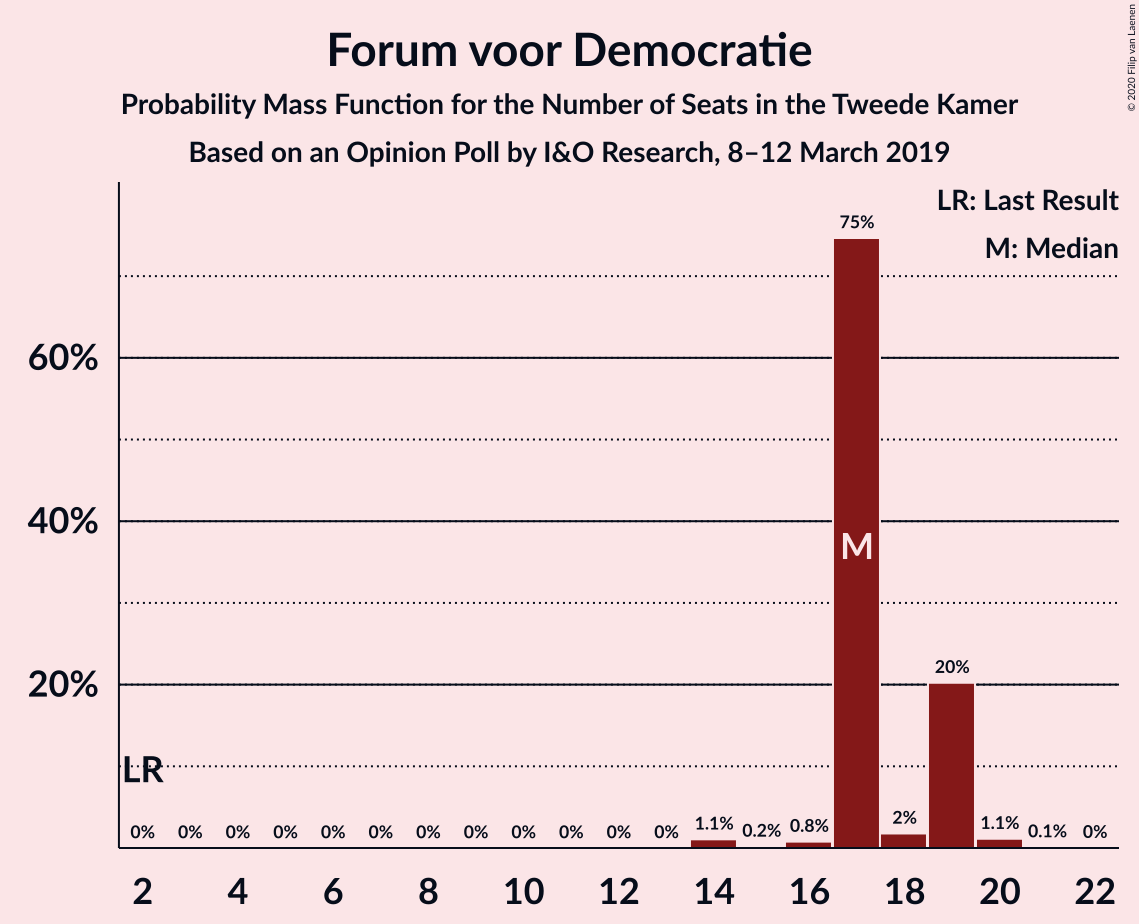 Forum voor Democratie
Probability Mass Function for the Number of Seats in the Tweede Kamer
Based on an Opinion Poll by I&O Research, 8–12 March 2019
© 2020 Filip van Laenen
LR: Last Result
M: Median
75%
60%
40%
M
20%
20%
LR
0% 0% 0% 0% 0% 0% 0% 0% 0% 0% 0% 0% 1.1% 0.2% 0.8% 2% 1.1% 0.1% 0%
2 4 6 8 10 12 14 16 18 20 22